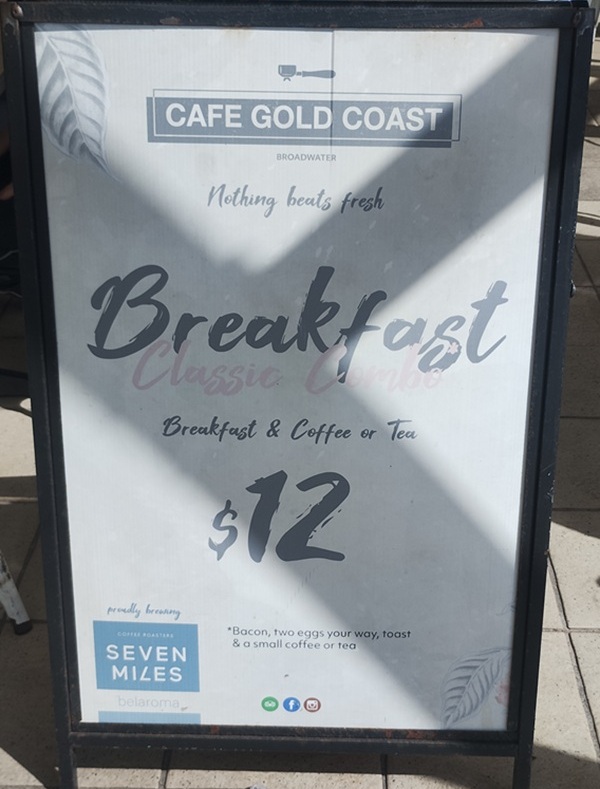 CAFE GOLD COAST
BROADWATER
Nothing beats fresh
Breakfast
Classic Combo*
Breakfast & Coffee or Tea
$12
proudly brewing
COFFEE ROASTERS
SEVEN
MILES
belaroma
*Bacon, two eggs your way, toast
& a small coffee or tea